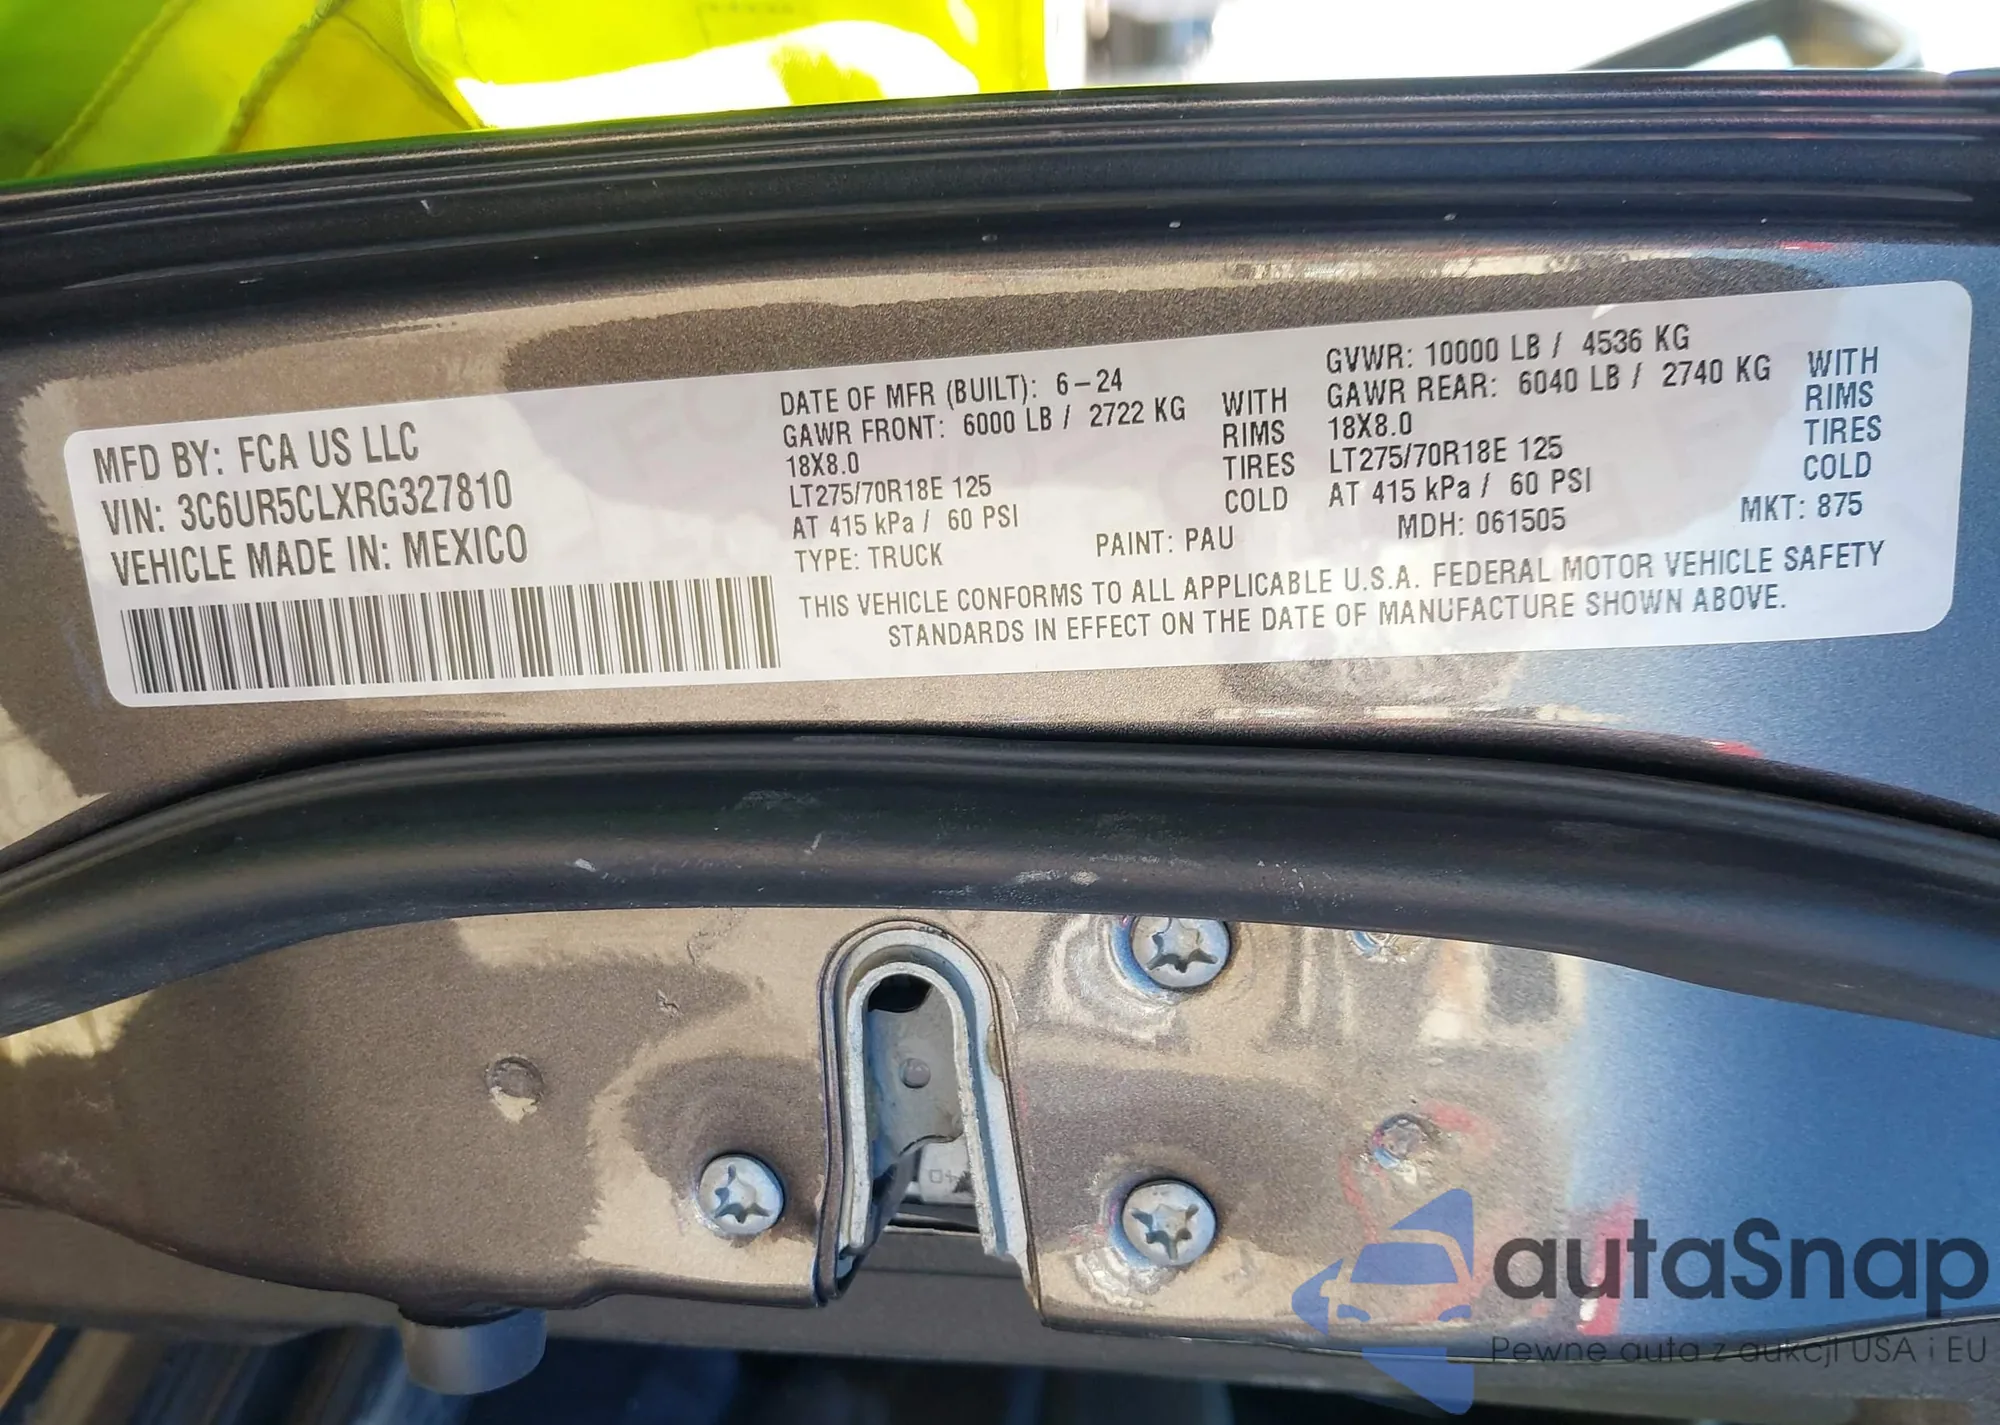 MFD BY: FCA US LLC
VIN: 3C6UR5CLXRG327810
VEHICLE MADE IN: MEXICO
DATE OF MFR (BUILT): 6-24
GAWR FRONT: 6000 LB / 2722 KG WITH
18X8.0 RIMS
LT275/70R18E 125 TIRES
AT 415 kPa / 60 PSI COLD
TYPE: TRUCK PAINT: PAU
GVWR: 10000 LB / 4536 KG
GAWR REAR: 6040 LB / 2740 KG WITH
18X8.0 RIMS
LT275/70R18E 125 TIRES
AT 415 kPa / 60 PSI COLD
MDH: 061505 MKT: 875
THIS VEHICLE CONFORMS TO ALL APPLICABLE U.S.A. FEDERAL MOTOR VEHICLE SAFETY
STANDARDS IN EFFECT ON THE DATE OF MANUFACTURE SHOWN ABOVE.
autaSnap
Pewne auta z aukcji USA i EU